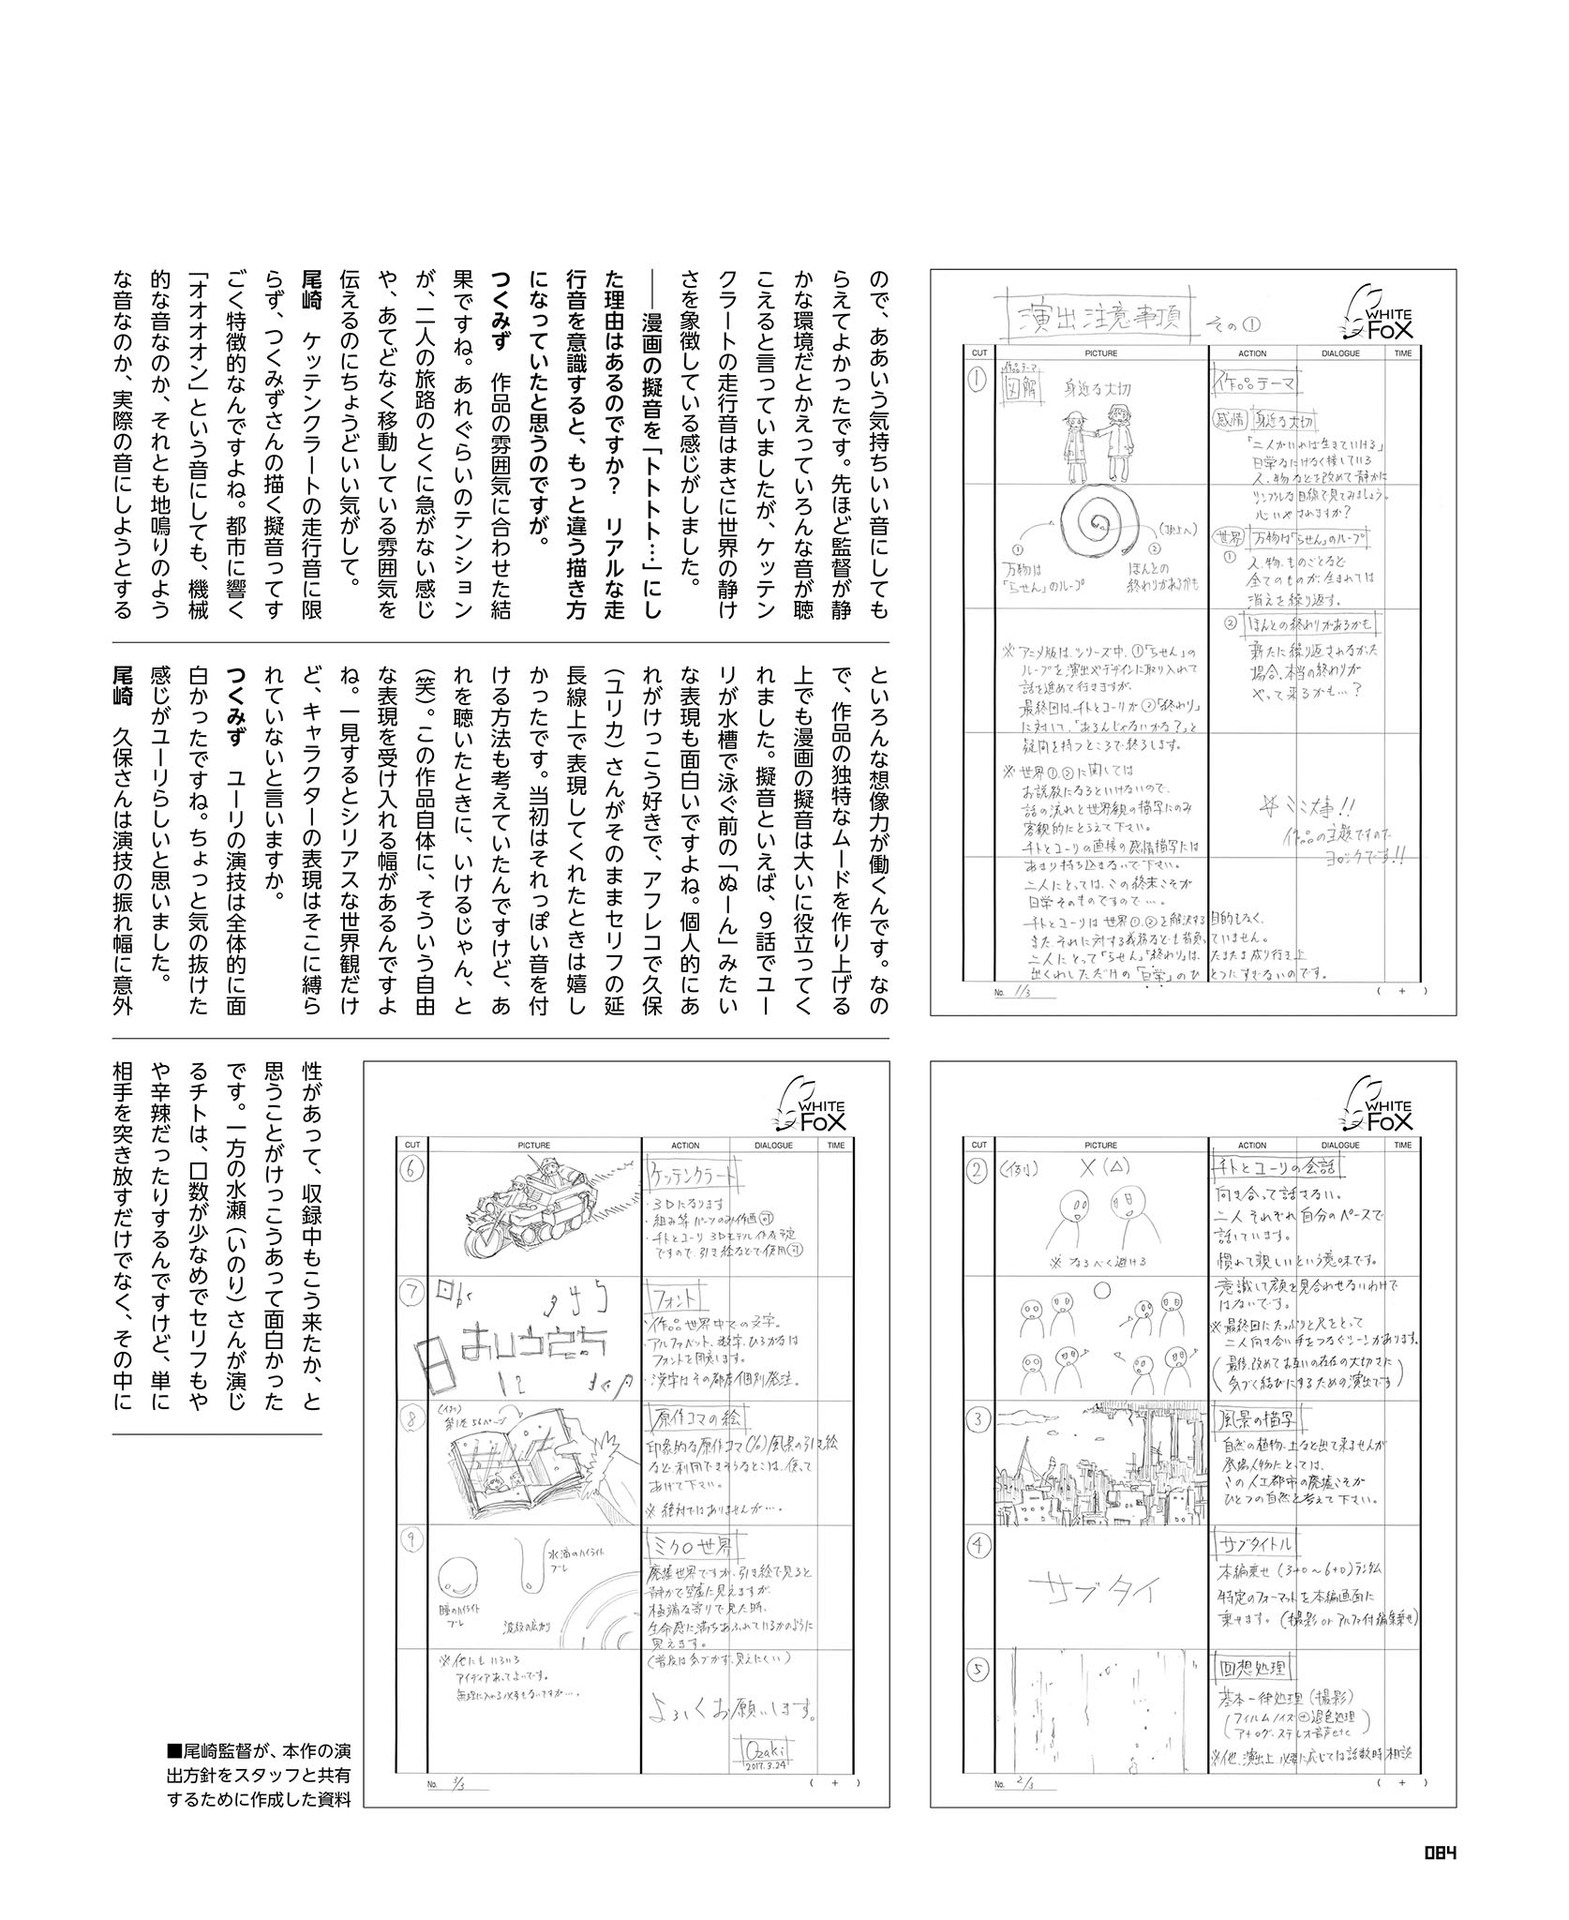 ので、ああいう気持ちいい音にしても
らえてよかったです。先ほど監督が静
かな環境だとかえっていろんな音が聴
こえると言っていましたが、ケッテン
クラートの走行音はまさに世界の静け
さを象徴している感じがしました。
――漫画の擬音を「トトトト…」にし
た理由はあるのですか？　リアルな走
行音を意識すると、もっと違う描き方
になっていたと思うのですが。
つくみず　作品の雰囲気に合わせた結
果ですね。あれぐらいのテンション
が、二人の旅路のとくに急がない感じ
や、あてどなく移動している雰囲気を
伝えるのにちょうどいい気がして。
尾崎　ケッテンクラートの走行音に限
らず、つくみずさんの描く擬音ってす
ごく特徴的なんですよね。都市に響く
「オオオオン」という音にしても、機械
的な音なのか、それとも地鳴りのよう
な音なのか、実際の音にしようとする
といろんな想像力が働くんです。なの
で、作品の独特なムードを作り上げる
上でも漫画の擬音は大いに役立ってく
れました。擬音といえば、９話でユー
リが水槽で泳ぐ前の「ぬーん」みたい
な表現も面白いですよね。個人的にあ
れがけっこう好きで、アフレコで久保
（ユリカ）さんがそのままセリフの延
長線上で表現してくれたときは嬉し
かったです。当初はそれっぽい音を付
ける方法も考えていたんですけど、あ
れを聴いたときに、いけるじゃん、と
（笑）。この作品自体に、そういう自由
な表現を受け入れる幅があるんですよ
ね。一見するとシリアスな世界観だけ
ど、キャラクターの表現はそこに縛ら
れていないと言いますか。
つくみず　ユーリの演技は全体的に面
白かったですね。ちょっと気の抜けた
感じがユーリらしいと思いました。
尾崎　久保さんは演技の振れ幅に意外
性があって、収録中もこう来たか、と
思うことがけっこうあって面白かった
です。一方の水瀬（いのり）さんが演じ
るチトは、口数が少なめでセリフもや
や辛辣だったりするんですけど、単に
相手を突き放すだけでなく、その中に
演出注意事項 その①
WHITE FOX
CUT PICTURE ACTION DIALOGUE TIME
①
作品テーマ
図解
身近な大切
① 万物は
「らせん」のループ
② ほんとの
終わりがあるかも
作品テーマ
感情 身近な大切
「二人がいれば生きていける」
日常なにげなく接している
人、物などを改めて静かに
シンプルな目線で見てみましょう。
心いやされますか？
世界 万物は「らせん」のループ
① 人、物、ものごとなど
全てのものが、生まれては
消えを繰り返す。
② ほんとの終わりがあるかも
新たに繰り返されなかった
場合、本当の終わりが
やって来るかも…？
※ アニメ版は、シリーズ中、①「らせん」の
ループを演出やデザインに取り入れて
話を進めて行きますが、
最終回は、チトとユーリが②「終わり」
に対して、「あるんじゃないかな？」と
疑問を持つところで終ります。
※ 世界①、②に関しては
お説教になるといけないので、
話の流れと世界観の描写にのみ
客観的にとらえて下さい。
チトとユーリの直接の感情描写には
あまり持ち込まないで下さい。
二人にとっては、この終末こそが
日常そのものですので…。
チトとユーリは世界①、②を解決する目的もなく、
また、それに対する義務なども背負っていません。
二人にとって「らせん」「終わり」は、たまたま成り行き上
出くわしただけの「日常」のひとつにすぎないのです。
☆ここ大事!!
作品の主題ですので
ヨロシクです!!
No. 1/3
( + )
WHITE FOX
CUT PICTURE ACTION DIALOGUE TIME
② (例) × (△)
※ なるべく避ける
チトとユーリの会話
向き合って話さない。
二人それぞれ自分のペースで
話しています。
慣れて親しいという意味です。
意識して顔を見合わせないわけで
はないです。
※ 最終回にたっぷりと尺をとって
二人向き合い手をつなぐシーンがあります。
(最後、改めてお互いの存在の大切さに
気づく結びにするための演出です)
③
風景の描写
自然の植物、土など出て来ませんが
登場人物にとっては、
この人工都市の廃墟こそが
ひとつの自然と考えて下さい。
④ サブタイ
サブタイトル
本編乗せ (3+0～6+0) ランダム
特定のフォーマットを本編画面に
乗せます。 (撮影 or アルファ付編集乗せ)
⑤
回想処理
基本一律処理 (撮影)
(フィルムノイズ 退色処理
アナログ、ステレオ音声etc)
※他、演出上必要に応じては話数時相談
No. 2/3
( + )
WHITE FOX
CUT PICTURE ACTION DIALOGUE TIME
⑥
ケッテンクラート
・3Dになります
・組み等パーツのみ作画可
・チトとユーリ3Dモデル作成予定
ですので、引き絵などで使用可
⑦
あいうえち
12
フォント
・作品世界中での文字。
・アルファベット、数字、ひらがなは
フォントを用意します。
・漢字はその都度個別発注。
⑧ (例)
第1巻 56ページ
原作コマの絵
印象的な原作コマ(%)風景の引き絵
など、利用できそうなとこは、使って
あげて下さい。
※ 絶対ではありませんが…。
⑨
水滴のハイライト
ブレ
瞳のハイライト
ブレ
波紋の広がり
ミクロ世界
廃墟世界ですが、引き絵で見ると
静かで空虚に見えますが、
極端な寄りで見た時、
生命感に満ちあふれているかのように
見えます。
(普段は気づかず、見えにくい)
※ 他にもいろいろ
アイディアあってよいです。
無理に入れる必要もないですが…。
よろしくお願いします。
Ozaki
2017.3.24
No. 3/3
( + )
■尾崎監督が、本作の演
出方針をスタッフと共有
するために作成した資料
084